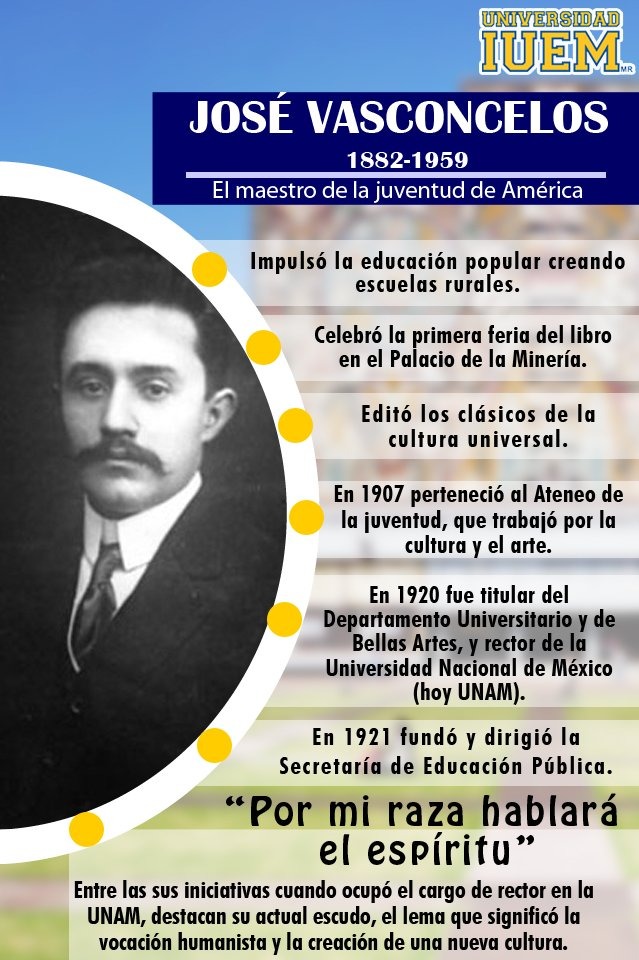 UNIVERSIDAD
IUEM
MR
JOSÉ VASCONCELOS
1882-1959
El maestro de la juventud de América
Impulsó la educación popular creando
escuelas rurales.
Celebró la primera feria del libro
en el Palacio de la Minería.
Editó los clásicos de la
cultura universal.
En 1907 perteneció al Ateneo de
la juventud, que trabajó por la
cultura y el arte.
En 1920 fue titular del
Departamento Universitario y de
Bellas Artes, y rector de la
Universidad Nacional de México
(hoy UNAM).
En 1921 fundó y dirigió la
Secretaría de Educación Pública.
“Por mi raza hablará
el espíritu”
Entre las sus iniciativas cuando ocupó el cargo de rector en la
UNAM, destacan su actual escudo, el lema que significó la
vocación humanista y la creación de una nueva cultura.